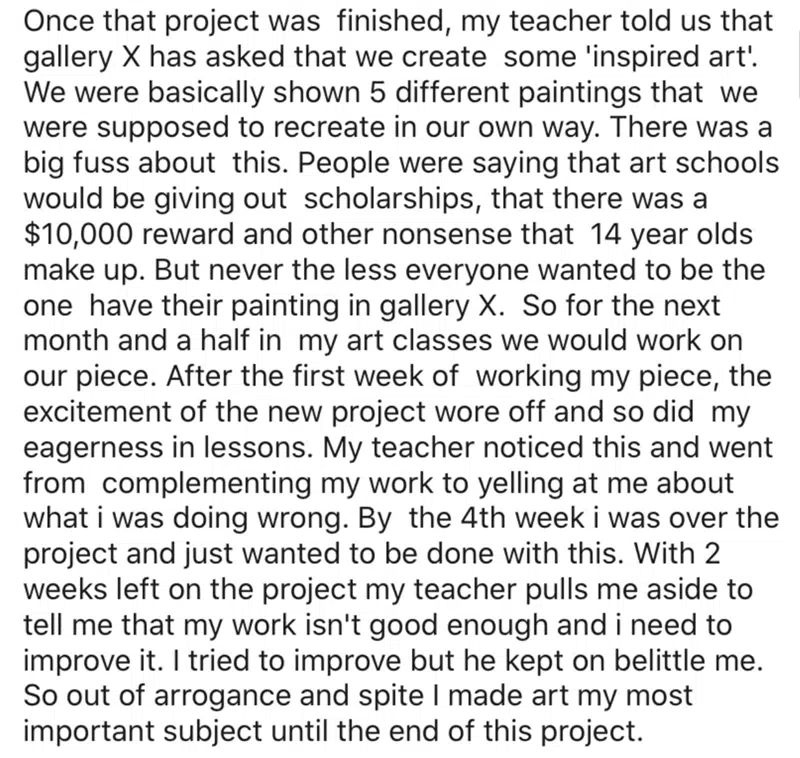 Once that project was  finished, my teacher told us that
gallery X has asked that we create  some 'inspired art'.
We were basically shown 5 different paintings that  we
were supposed to recreate in our own way. There was a
big fuss about  this. People were saying that art schools
would be giving out  scholarships, that there was a
$10,000 reward and other nonsense that  14 year olds
make up. But never the less everyone wanted to be the
one  have their painting in gallery X.  So for the next
month and a half in  my art classes we would work on
our piece. After the first week of  working my piece, the
excitement of the new project wore off and so did  my
eagerness in lessons. My teacher noticed this and went
from  complementing my work to yelling at me about
what i was doing wrong. By  the 4th week i was over the
project and just wanted to be done with this. With 2
weeks left on the project my teacher pulls me aside to
tell me that my work isn't good enough and i need to
improve it. I tried to improve but he kept on belittle me.
So out of arrogance and spite I made art my most
important subject until the end of this project.